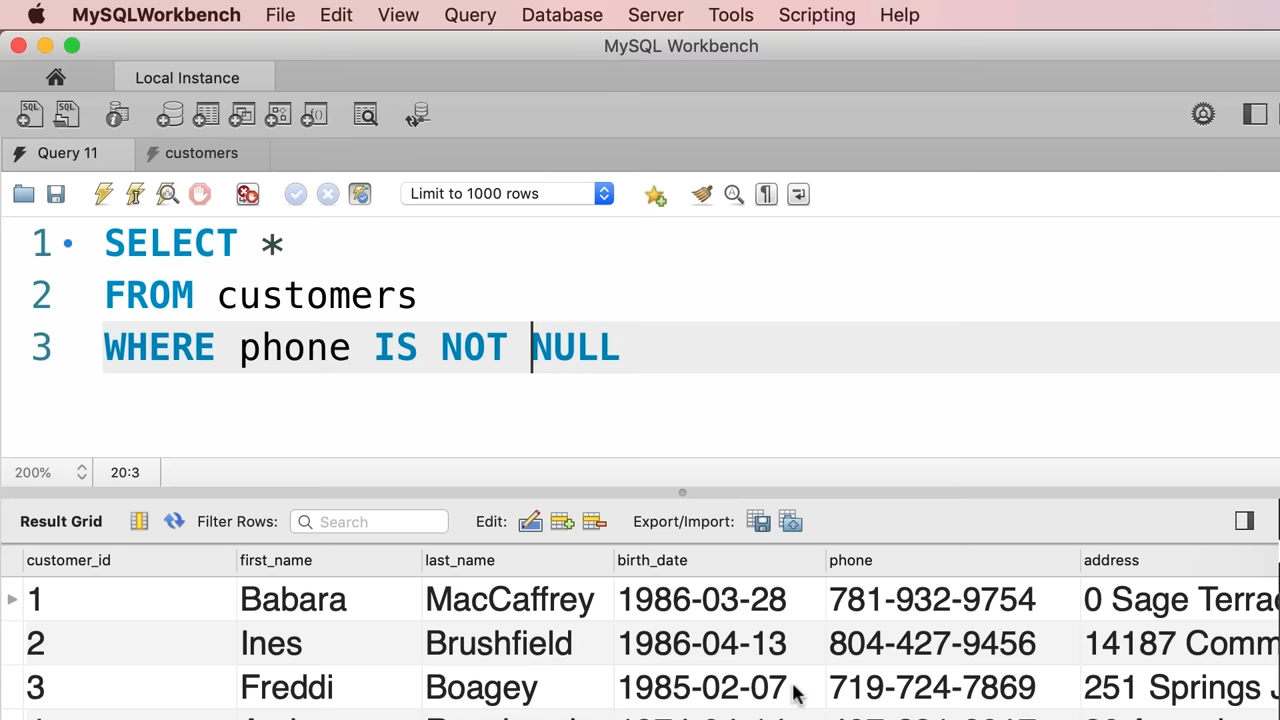 MySQLWorkbench File Edit View Query Database Server Tools Scripting Help
MySQL Workbench
Local Instance
SQL SQL
Query 11 customers
Limit to 1000 rows
1 SELECT *
2 FROM customers
3 WHERE phone IS NOT NULL
200% 20:3
Result Grid Filter Rows: Search Edit: Export/Import:
customer_id first_name last_name birth_date phone address
1 Babara MacCaffrey 1986-03-28 781-932-9754 0 Sage Terrac
2 Ines Brushfield 1986-04-13 804-427-9456 14187 Comm
3 Freddi Boagey 1985-02-07 719-724-7869 251 Springs J